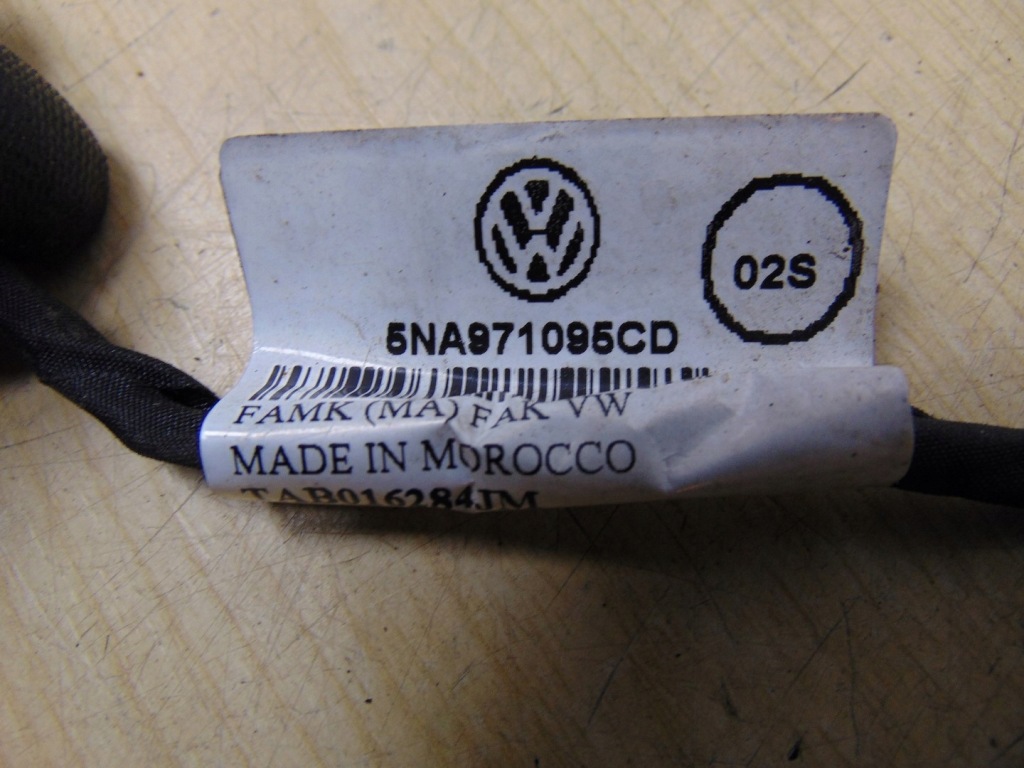 02S
5NA971095CD
FAMK (MA) FAK VW
MADE IN MOROCCO
TAB016284JM